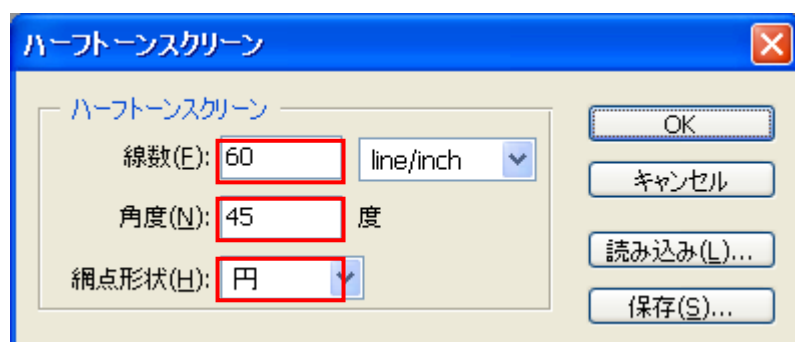 ハーフトーンスクリーン
ハーフトーンスクリーン
線数(F): 60 line/inch
角度(N): 45 度
網点形状(H): 円
OK
キャンセル
読み込み(L)...
保存(S)...